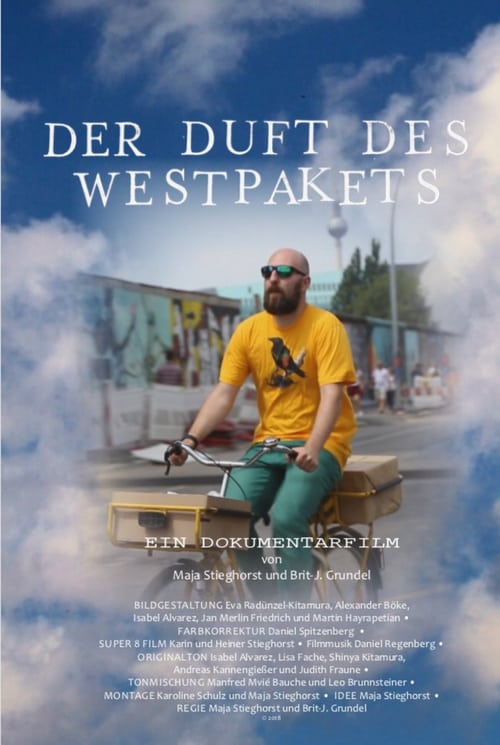 DER DUFT DES
WESTPAKETS
EIN DOKUMENTARFILM
von
Maja Stieghorst und Brit-J. Grundel
BILDGESTALTUNG Eva Radünzel-Kitamura, Alexander Böke,
Isabel Alvarez, Jan Merlin Friedrich und Martin Hayrapetian •
FARBKORREKTUR Daniel Spitzenberg •
SUPER 8 FILM Karin und Heiner Stieghorst • Filmmusik Daniel Regenberg •
ORIGINALTON Isabel Alvarez, Lisa Fache, Shinya Kitamura,
Andreas Kannengießer und Judith Fraune •
TONMISCHUNG Manfred Mvié Bauche und Leo Brunnsteiner •
MONTAGE Karoline Schulz und Maja Stieghorst • IDEE Maja Stieghorst •
REGIE Maja Stieghorst und Brit-J. Grundel
© 2018